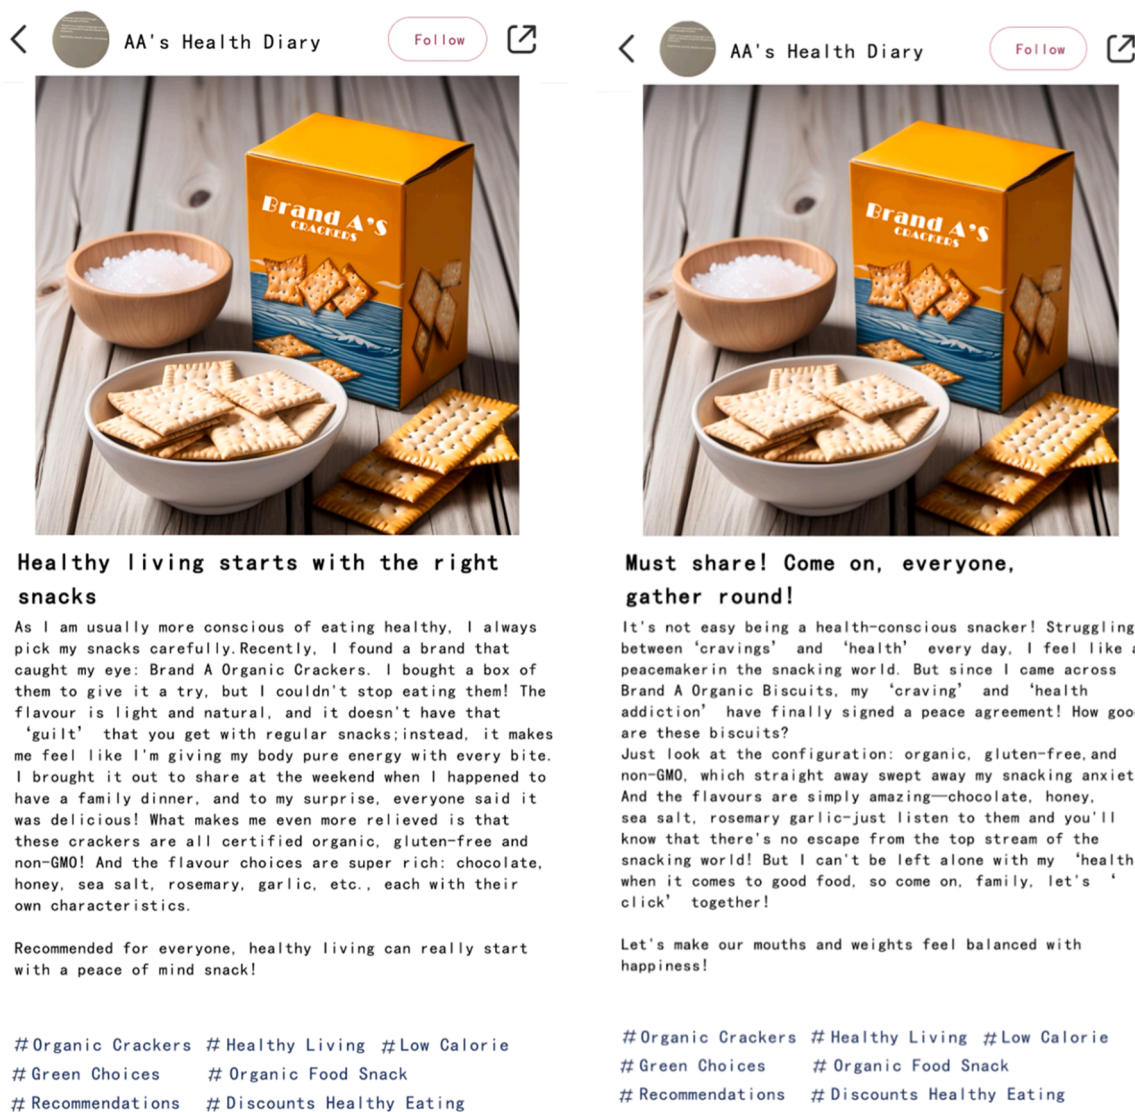 AA's Health Diary
Follow
Brand A's
CRACKERS
Healthy living starts with the right
snacks
As I am usually more conscious of eating healthy, I always
pick my snacks carefully.Recently, I found a brand that
caught my eye: Brand A Organic Crackers. I bought a box of
them to give it a try, but I couldn't stop eating them! The
flavour is light and natural, and it doesn't have that
‘guilt’ that you get with regular snacks;instead, it makes
me feel like I'm giving my body pure energy with every bite.
I brought it out to share at the weekend when I happened to
have a family dinner, and to my surprise, everyone said it
was delicious! What makes me even more relieved is that
these crackers are all certified organic, gluten-free and
non-GMO! And the flavour choices are super rich: chocolate,
honey, sea salt, rosemary, garlic, etc., each with their
own characteristics.
Recommended for everyone, healthy living can really start
with a peace of mind snack!
#Organic Crackers #Healthy Living #Low Calorie
#Green Choices #Organic Food Snack
#Recommendations #Discounts Healthy Eating
AA's Health Diary
Follow
Brand A's
CRACKERS
Must share! Come on, everyone,
gather round!
It's not easy being a health-conscious snacker! Struggling
between ‘cravings’ and ‘health’ every day, I feel like
peacemakerin the snacking world. But since I came across
Brand A Organic Biscuits, my ‘craving’ and ‘health
addiction’ have finally signed a peace agreement! How goo
are these biscuits?
Just look at the configuration: organic, gluten-free,and
non-GMO, which straight away swept away my snacking anxiet
And the flavours are simply amazing—chocolate, honey,
sea salt, rosemary garlic-just listen to them and you'll
know that there's no escape from the top stream of the
snacking world! But I can't be left alone with my ‘health
when it comes to good food, so come on, family, let's ‘
click’ together!
Let's make our mouths and weights feel balanced with
happiness!
#Organic Crackers #Healthy Living #Low Calorie
#Green Choices #Organic Food Snack
#Recommendations #Discounts Healthy Eating